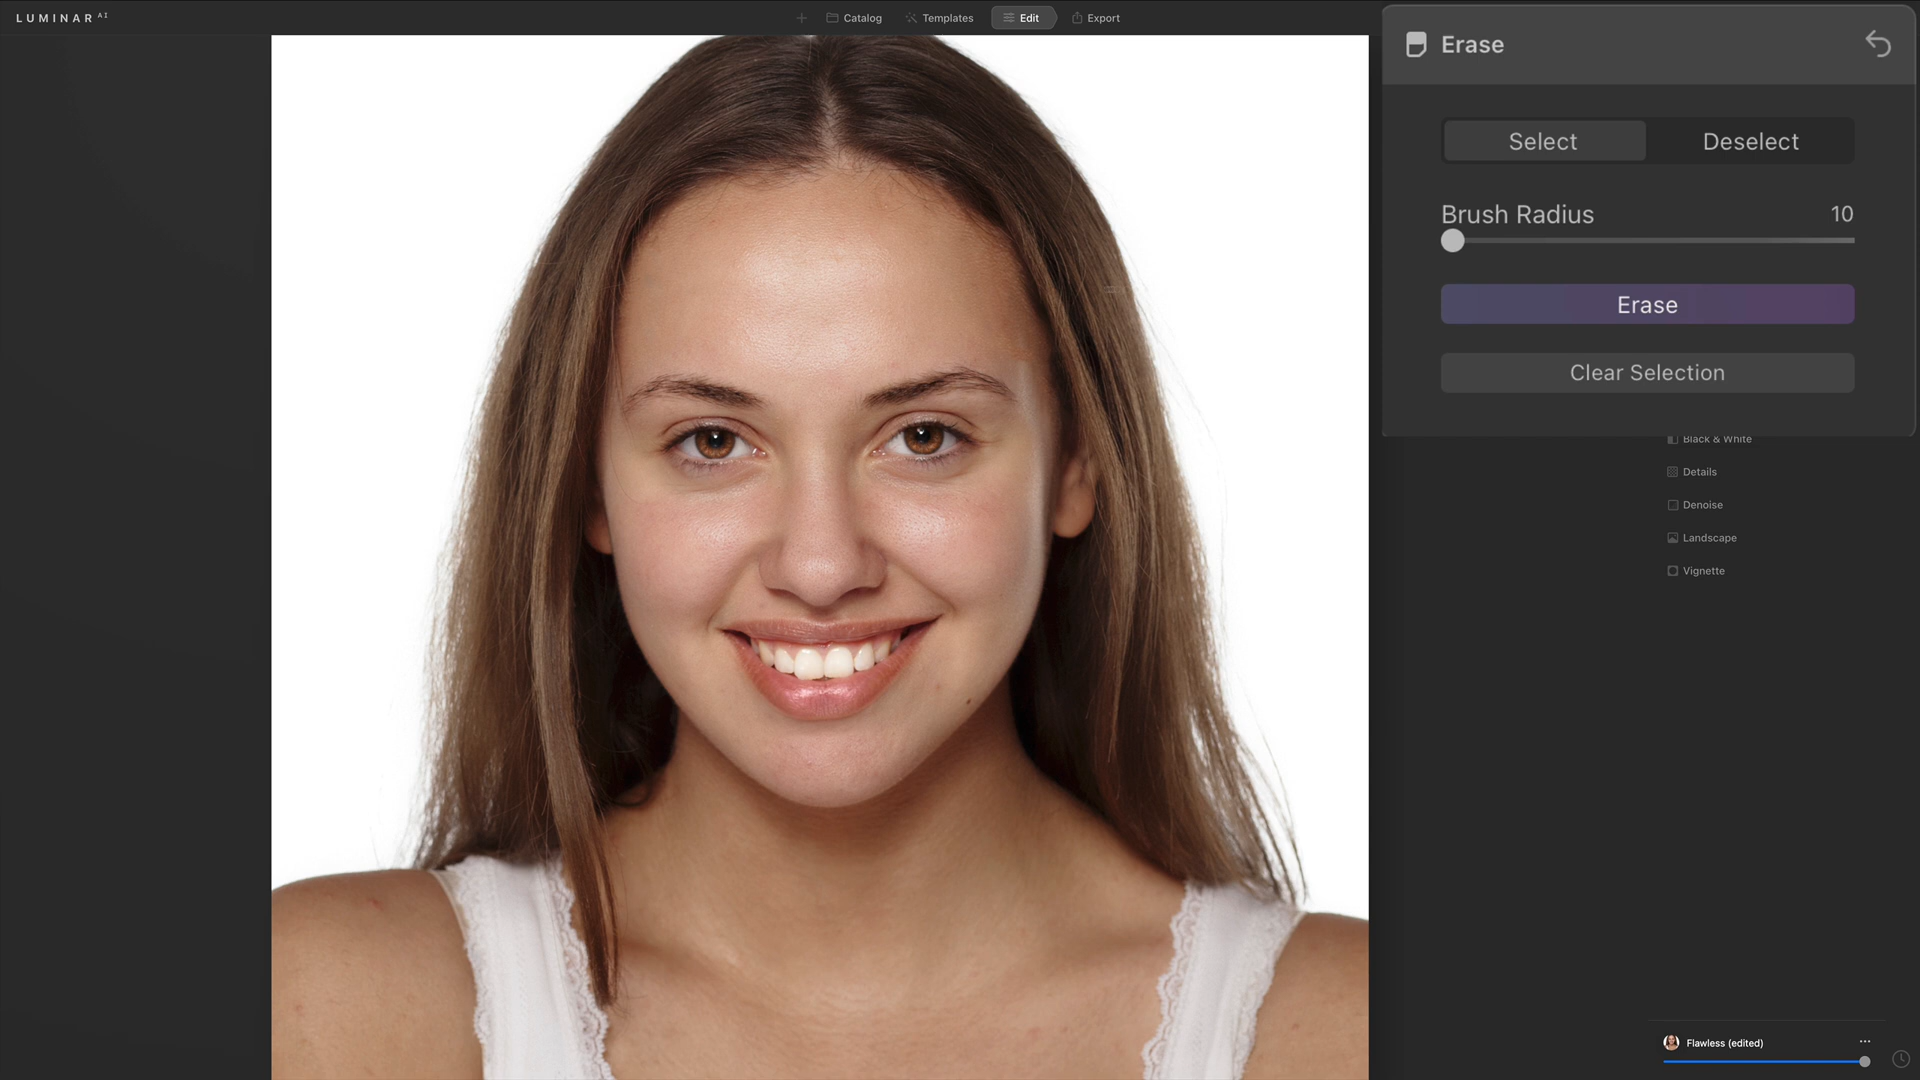 LUMINAR AI
Catalog
Templates
Edit
Export
Erase
Select
Deselect
Brush Radius
10
Erase
Clear Selection
Black & White
Details
Denoise
Landscape
Vignette
Flawless (edited)